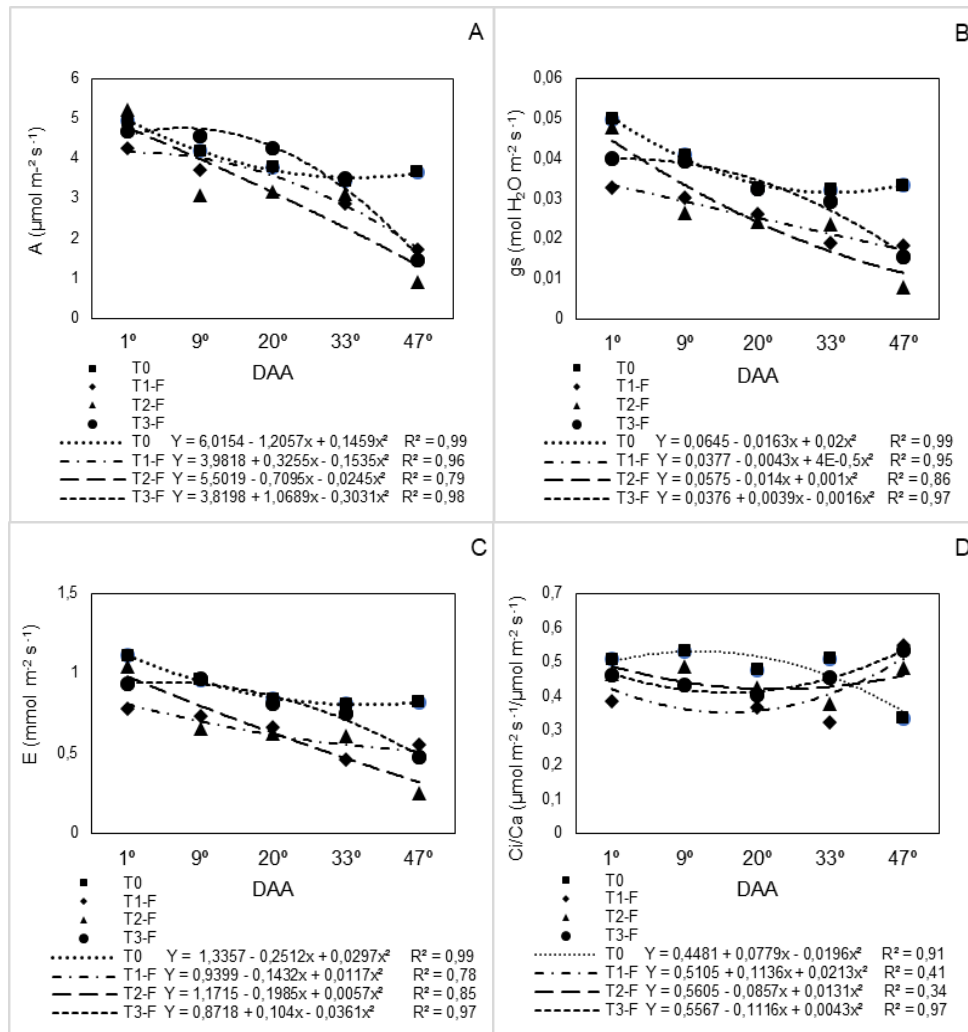 A
A (µmol m⁻² s⁻¹)
6
5
4
3
2
1
0
1º 9º 20º 33º 47º
DAA
T0
T1-F
T2-F
T3-F
T0 Y = 6,0154 - 1,2057x + 0,1459x² R² = 0,99
T1-F Y = 3,9818 + 0,3255x - 0,1535x² R² = 0,96
T2-F Y = 5,5019 - 0,7095x - 0,0245x² R² = 0,79
T3-F Y = 3,8198 + 1,0689x - 0,3031x² R² = 0,98
B
gs (mol H₂O m⁻² s⁻¹)
0,06
0,05
0,04
0,03
0,02
0,01
0
1º 9º 20º 33º 47º
DAA
T0
T1-F
T2-F
T3-F
T0 Y = 0,0645 - 0,0163x + 0,02x² R² = 0,99
T1-F Y = 0,0377 - 0,0043x + 4E-0,5x² R² = 0,95
T2-F Y = 0,0575 - 0,014x + 0,001x² R² = 0,86
T3-F Y = 0,0376 + 0,0039x - 0,0016x² R² = 0,97
C
E (mmol m⁻² s⁻¹)
1,5
1
0,5
0
1º 9º 20º 33º 47º
DAA
T0
T1-F
T2-F
T3-F
T0 Y = 1,3357 - 0,2512x + 0,0297x² R² = 0,99
T1-F Y = 0,9399 - 0,1432x + 0,0117x² R² = 0,78
T2-F Y = 1,1715 - 0,1985x + 0,0057x² R² = 0,85
T3-F Y = 0,8718 + 0,104x - 0,0361x² R² = 0,97
D
Ci/Ca (µmol m⁻² s⁻¹/µmol m⁻² s⁻¹)
0,7
0,6
0,5
0,4
0,3
0,2
0,1
0
1º 9º 20º 33º 47º
DAA
T0
T1-F
T2-F
T3-F
T0 Y = 0,4481 + 0,0779x - 0,0196x² R² = 0,91
T1-F Y = 0,5105 + 0,1136x + 0,0213x² R² = 0,41
T2-F Y = 0,5605 - 0,0857x + 0,0131x² R² = 0,34
T3-F Y = 0,5567 - 0,1116x + 0,0043x² R² = 0,97